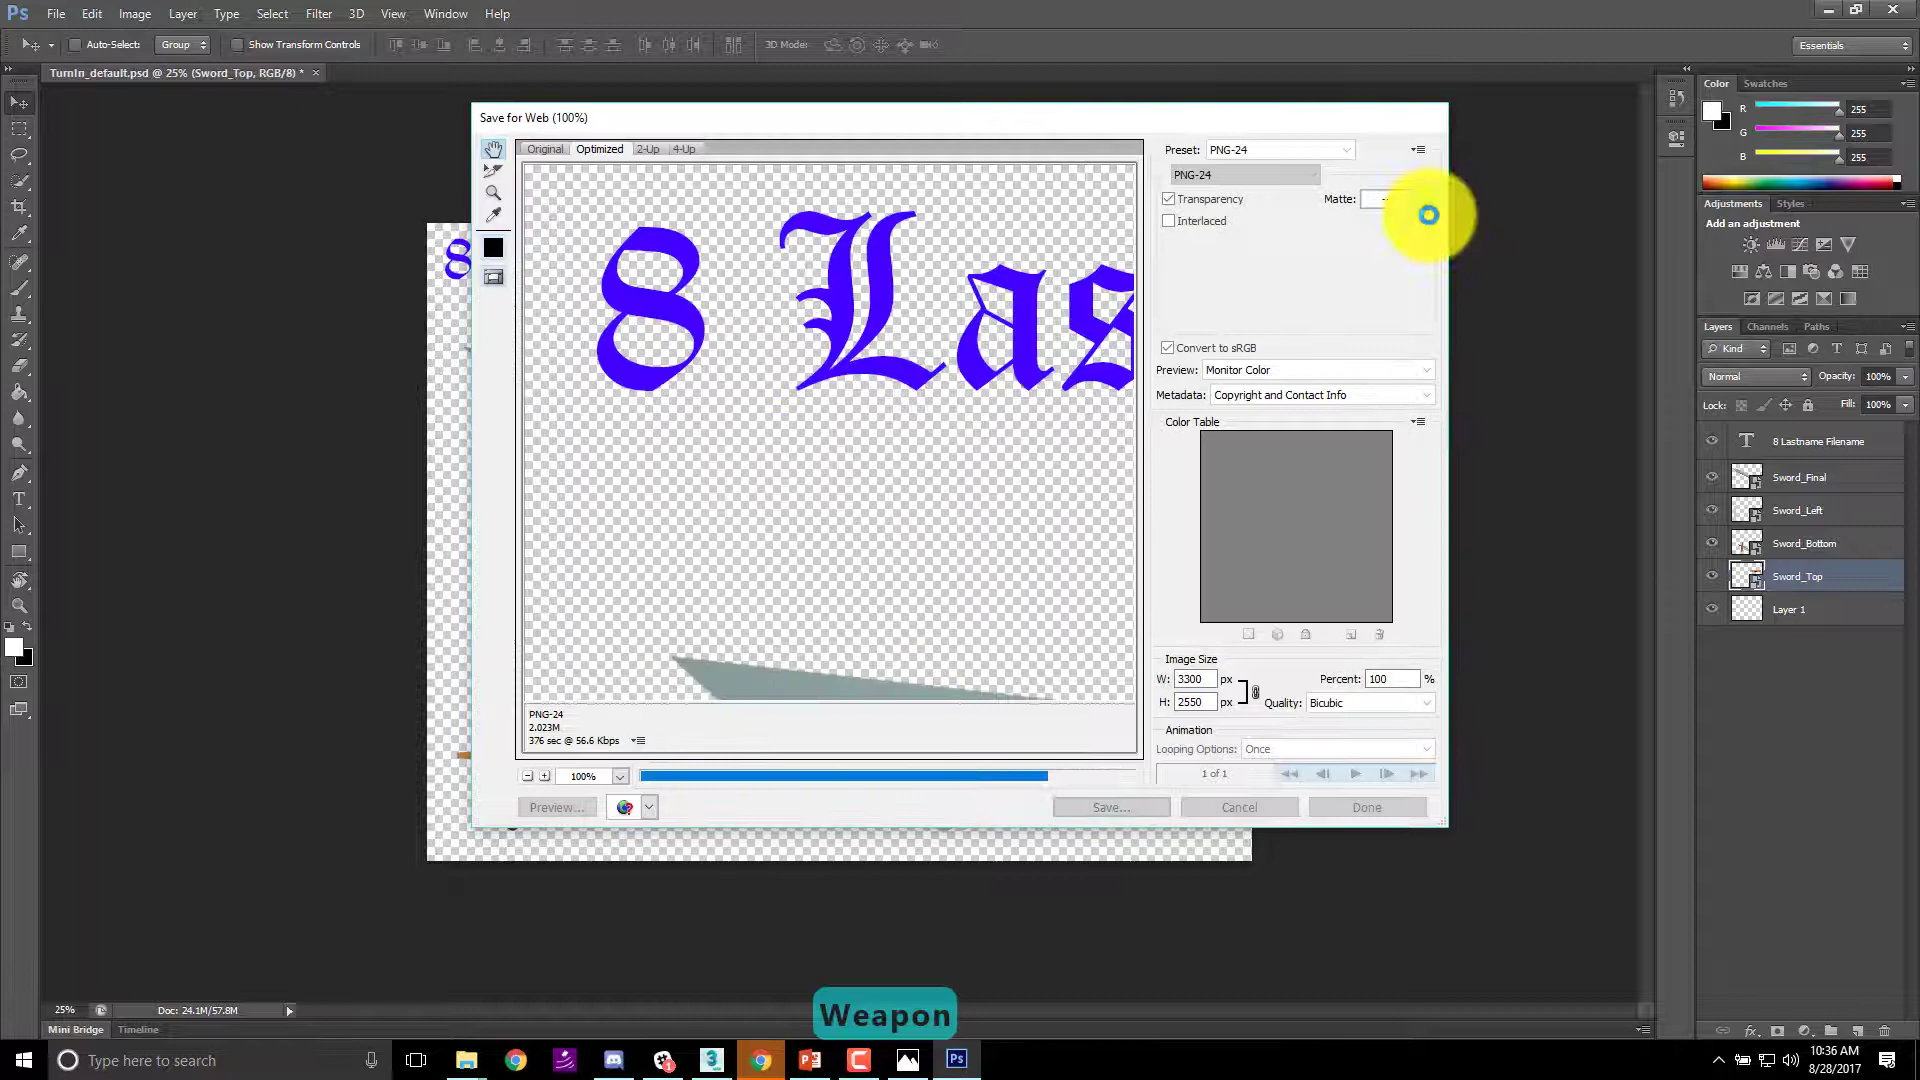 Ps File Edit Image Layer Type Select Filter 3D View Window Help
Auto-Select: Group Show Transform Controls 3D Mode: Essentials
TurnIn_default.psd @ 25% (Sword_Top, RGB/8) * ×
Color Swatches
R 255
G 255
B 255
Adjustments Styles
Add an adjustment
Layers Channels Paths
Kind
Normal Opacity: 100%
Lock: Fill: 100%
8 Lastname Filename
Sword_Final
Sword_Left
Sword_Bottom
Sword_Top
Layer 1
Save for Web (100%)
Original Optimized 2-Up 4-Up
8 Las
8
PNG-24
2.023M
376 sec @ 56.6 Kbps
100%
Preview...
Preset: PNG-24
PNG-24
Transparency Matte: --
Interlaced
Convert to sRGB
Preview: Monitor Color
Metadata: Copyright and Contact Info
Color Table
Image Size
W: 3300 px Percent: 100 %
H: 2550 px Quality: Bicubic
Animation
Looping Options: Once
1 of 1
Save... Cancel Done
25% Doc: 24.1M/57.8M
Weapon
Mini Bridge Timeline
Type here to search
10:36 AM
8/28/2017